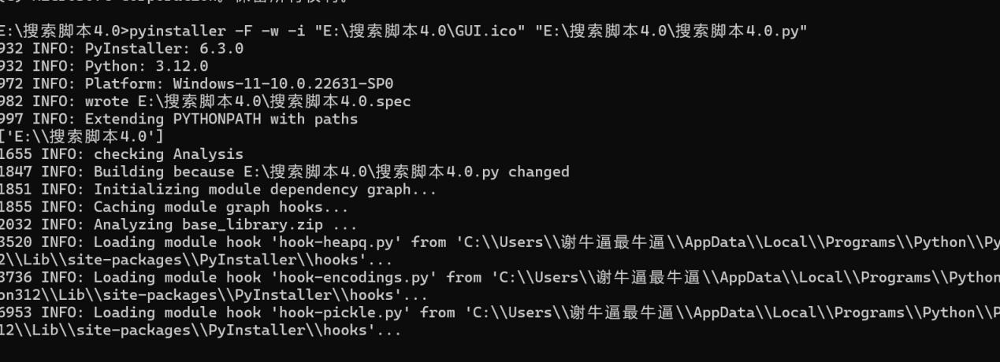 Microsoft Corporation。保留所有权利。
E:\搜索脚本4.0>pyinstaller -F -w -i "E:\搜索脚本4.0\GUI.ico" "E:\搜索脚本4.0\搜索脚本4.0.py"
932 INFO: PyInstaller: 6.3.0
932 INFO: Python: 3.12.0
972 INFO: Platform: Windows-11-10.0.22631-SP0
982 INFO: wrote E:\搜索脚本4.0\搜索脚本4.0.spec
997 INFO: Extending PYTHONPATH with paths
['E:\\搜索脚本4.0']
1655 INFO: checking Analysis
1847 INFO: Building because E:\搜索脚本4.0\搜索脚本4.0.py changed
1851 INFO: Initializing module dependency graph...
1855 INFO: Caching module graph hooks...
2032 INFO: Analyzing base_library.zip ...
3520 INFO: Loading module hook 'hook-heapq.py' from 'C:\\Users\\谢牛逼最牛逼\\AppData\\Local\\Programs\\Python\\Py
2\\Lib\\site-packages\\PyInstaller\\hooks'...
3736 INFO: Loading module hook 'hook-encodings.py' from 'C:\\Users\\谢牛逼最牛逼\\AppData\\Local\\Programs\\Python
on312\\Lib\\site-packages\\PyInstaller\\hooks'...
6953 INFO: Loading module hook 'hook-pickle.py' from 'C:\\Users\\谢牛逼最牛逼\\AppData\\Local\\Programs\\Python\\P
12\\Lib\\site-packages\\PyInstaller\\hooks'...